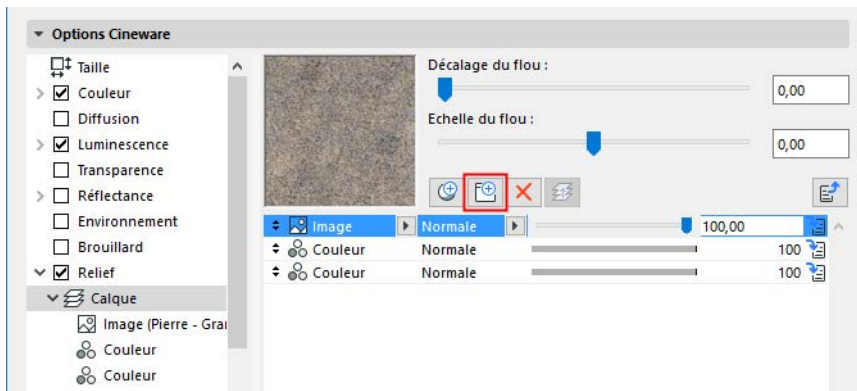 Options Cineware
Taille
Couleur
Diffusion
Luminescence
Transparence
Réflectance
Environnement
Brouillard
Relief
Calque
Image (Pierre - Gra
Couleur
Couleur
Décalage du flou :
0,00
Echelle du flou :
0,00
Image Normale 100,00
Couleur Normale 100
Couleur Normale 100